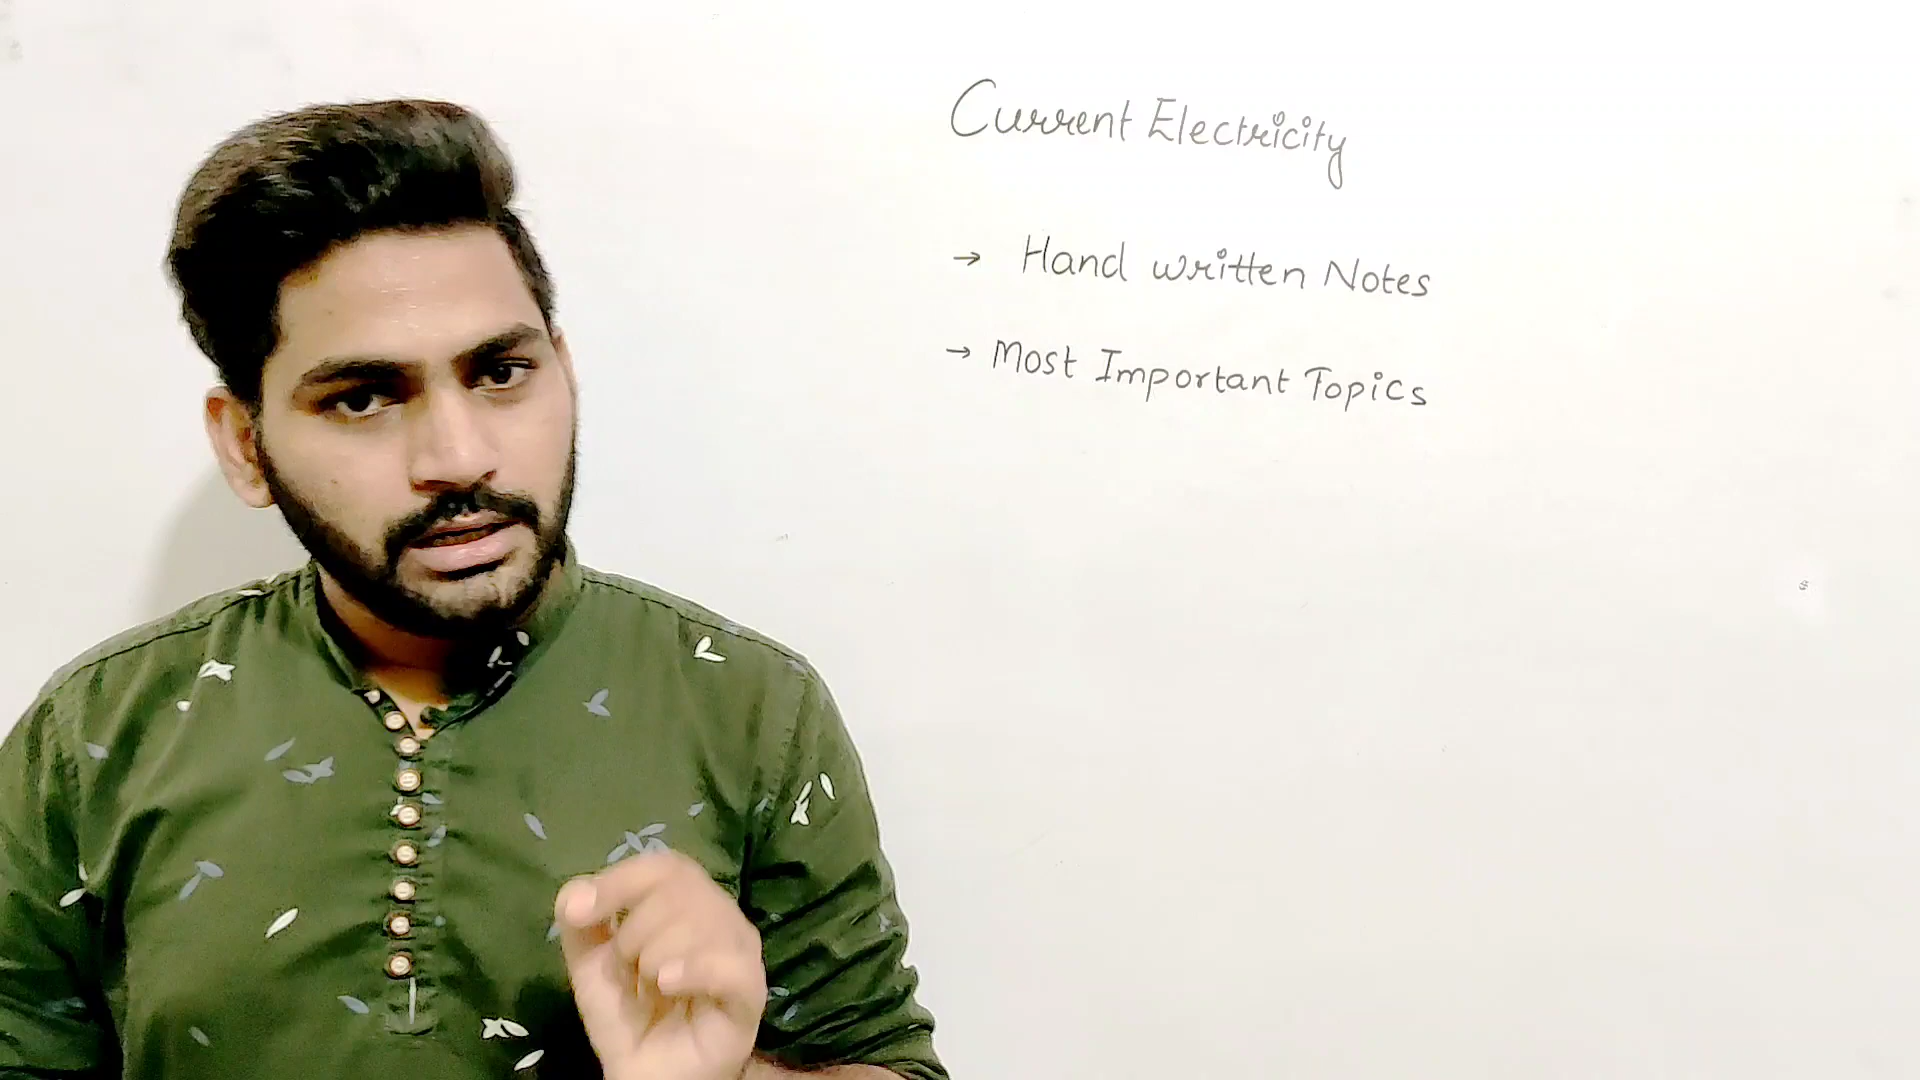 Current Electricity
→ Hand written Notes
→ Most Important Topics